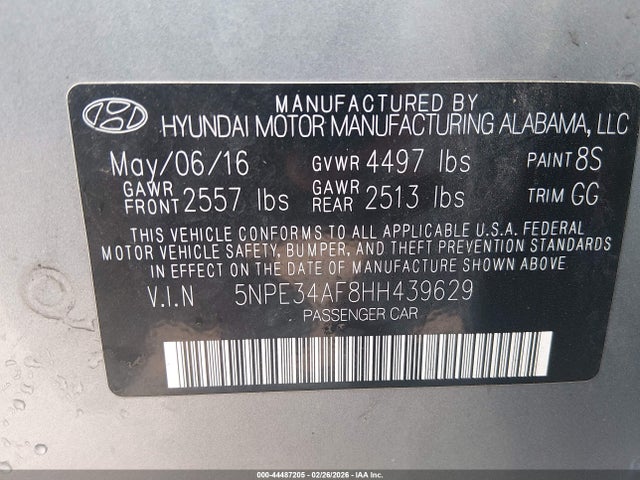 MANUFACTURED BY
HYUNDAI MOTOR MANUFACTURING ALABAMA, LLC
May/06/16 GVWR 4497 lbs PAINT 8S
GAWR FRONT 2557 lbs GAWR REAR 2513 lbs TRIM GG
THIS VEHICLE CONFORMS TO ALL APPLICABLE U.S.A. FEDERAL
MOTOR VEHICLE SAFETY, BUMPER, AND THEFT PREVENTION STANDARDS
IN EFFECT ON THE DATE OF MANUFACTURE SHOWN ABOVE.
V.I.N 5NPE34AF8HH439629
PASSENGER CAR
000-44487205 - 02/26/2026 - IAA Inc.